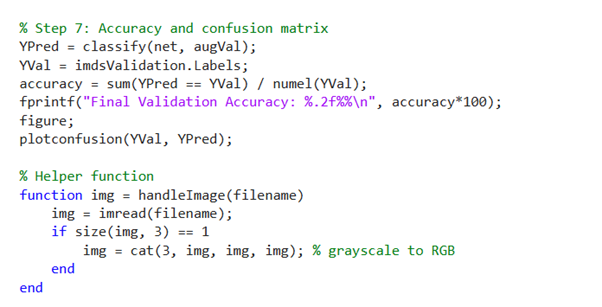 % Step 7: Accuracy and confusion matrix
YPred = classify(net, augVal);
YVal = imdsValidation.Labels;
accuracy = sum(YPred == YVal) / numel(YVal);
fprintf("Final Validation Accuracy: %.2f%%\n", accuracy*100);
figure;
plotconfusion(YVal, YPred);

% Helper function
function img = handleImage(filename)
    img = imread(filename);
    if size(img, 3) == 1
        img = cat(3, img, img, img); % grayscale to RGB
    end
end